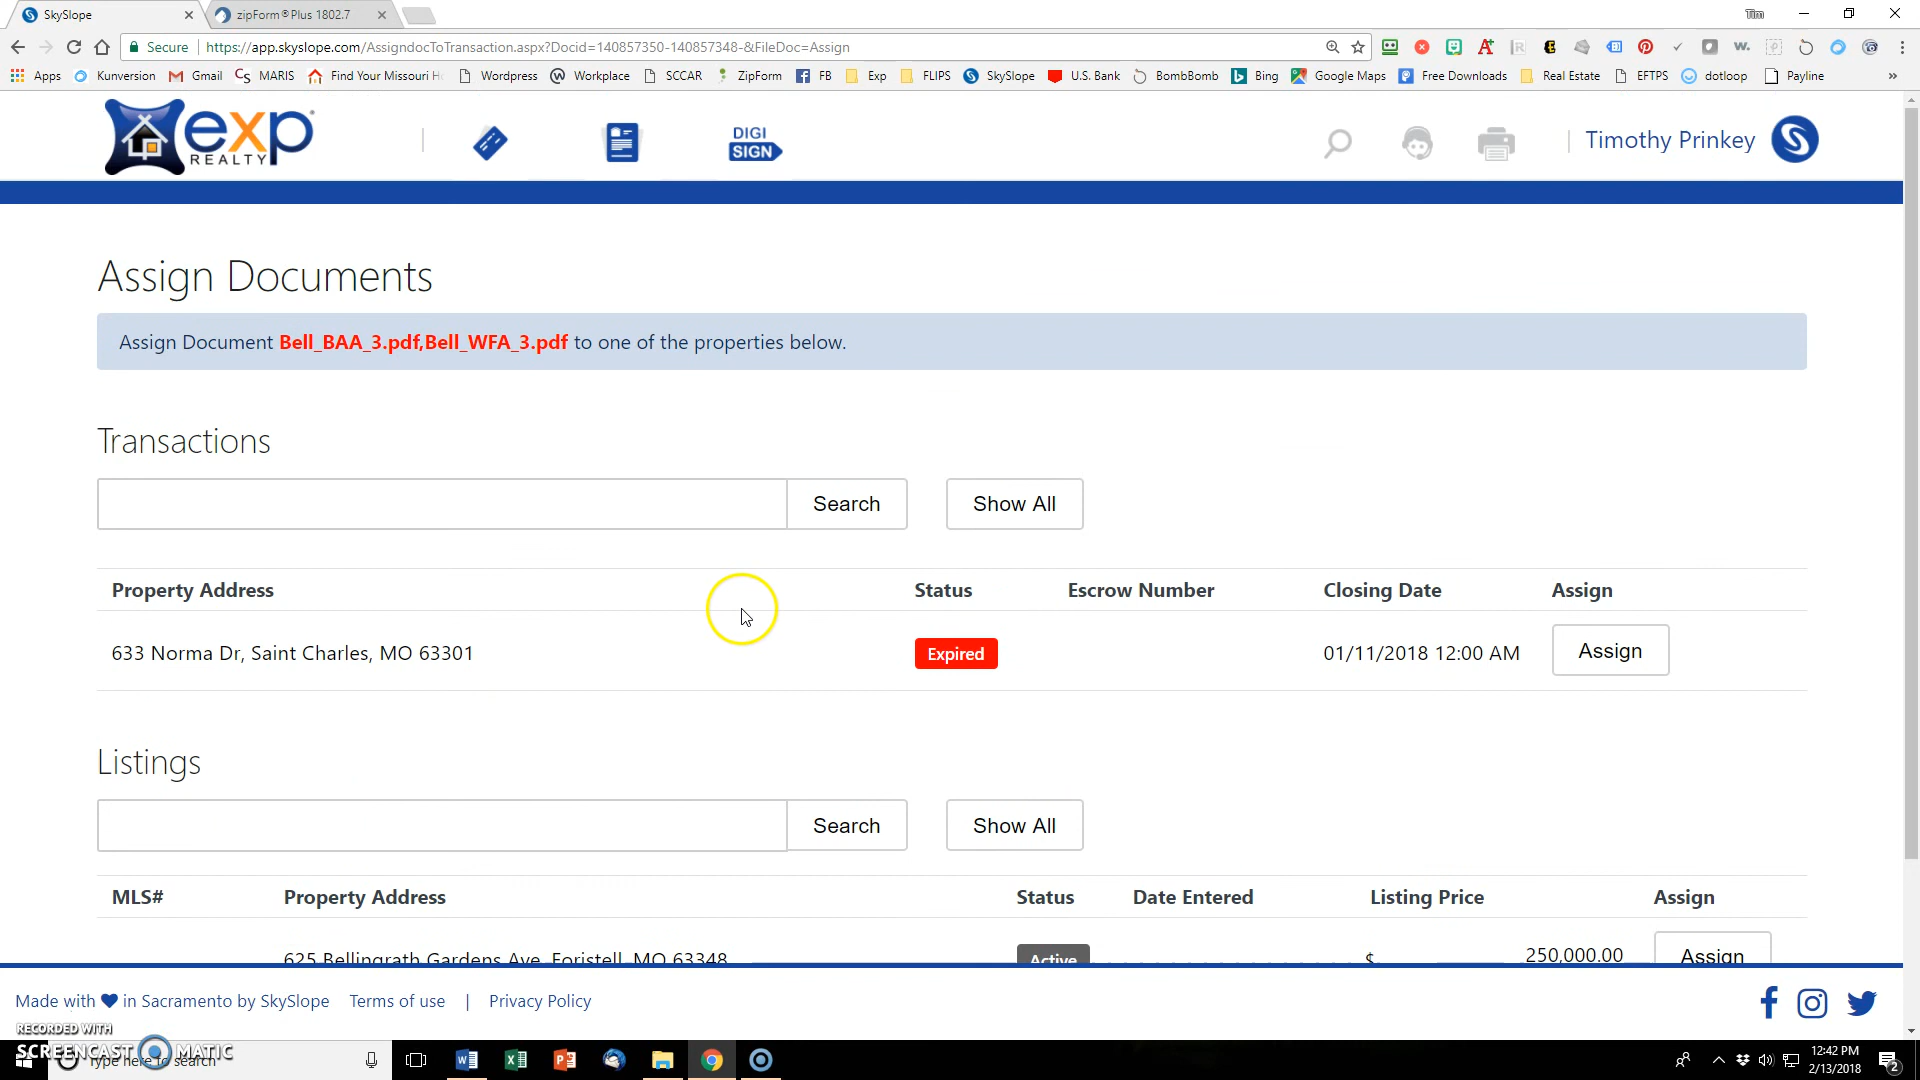 SkySlope
zipForm®Plus 1802.7
Tim
Secure
https://app.skyslope.com/AssigndocToTransaction.aspx?Docid=140857350-140857348-&FileDoc=Assign
Apps Kunversion Gmail MARIS Find Your Missouri H Wordpress Workplace SCCAR ZipForm FB Exp FLIPS SkySlope U.S. Bank BombBomb Bing Google Maps Free Downloads Real Estate EFTPS dotloop Payline »
exp REALTY
DIGI SIGN
Timothy Prinkey
Assign Documents
Assign Document Bell_BAA_3.pdf,Bell_WFA_3.pdf to one of the properties below.
Transactions
Search Show All
Property Address Status Escrow Number Closing Date Assign
633 Norma Dr, Saint Charles, MO 63301 Expired 01/11/2018 12:00 AM Assign
Listings
Search Show All
MLS# Property Address Status Date Entered Listing Price Assign
625 Bellingrath Gardens Ave, Foristell, MO 63348 Active $ 250,000.00 Assign
Made with in Sacramento by SkySlope Terms of use | Privacy Policy
RECORDED WITH
SCREENCAST MATIC
Type here to search
12:42 PM
2/13/2018
2